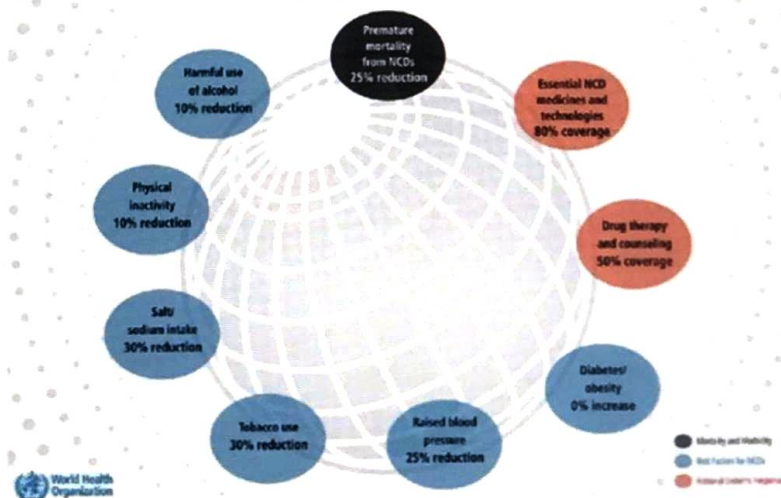 Premature
mortality
from NCDs
25% reduction
Essential NCD
medicines and
technologies
80% coverage
Drug therapy
and counseling
50% coverage
Diabetes/
obesity
0% increase
Raised blood
pressure
25% reduction
Tobacco use
30% reduction
Salt/
sodium intake
30% reduction
Physical
inactivity
10% reduction
Harmful use
of alcohol
10% reduction
Mortality and Morbidity
Risk Factors for NCDs
World Health
Organization